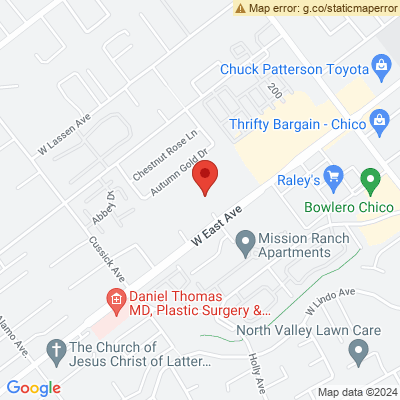 Map error: g.co/staticmaperror
Chuck Patterson Toyota
200
W Lassen Ave
Thrifty Bargain - Chico
Chestnut Rose Ln
Autumn Gold Dr
Raley's
Abbey Dr
Bowlero Chico
W East Ave
Mission Ranch
Apartments
Cussick Ave
Daniel Thomas
MD, Plastic Surgery &...
W Lindo Ave
North Valley Lawn Care
Alamo Ave.
The Church of
Jesus Christ of Latter...
Holly Ave
Google
Map data ©2024